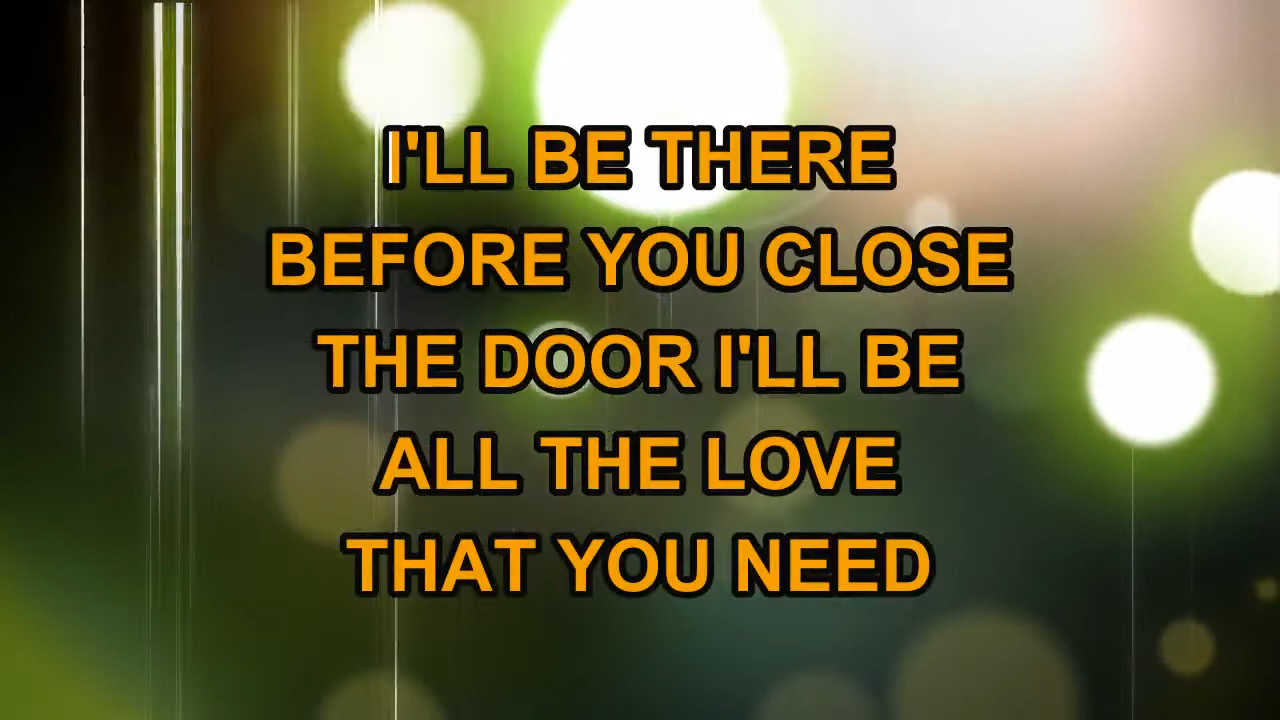 I'LL BE THERE
BEFORE YOU CLOSE
THE DOOR I'LL BE
ALL THE LOVE
THAT YOU NEED